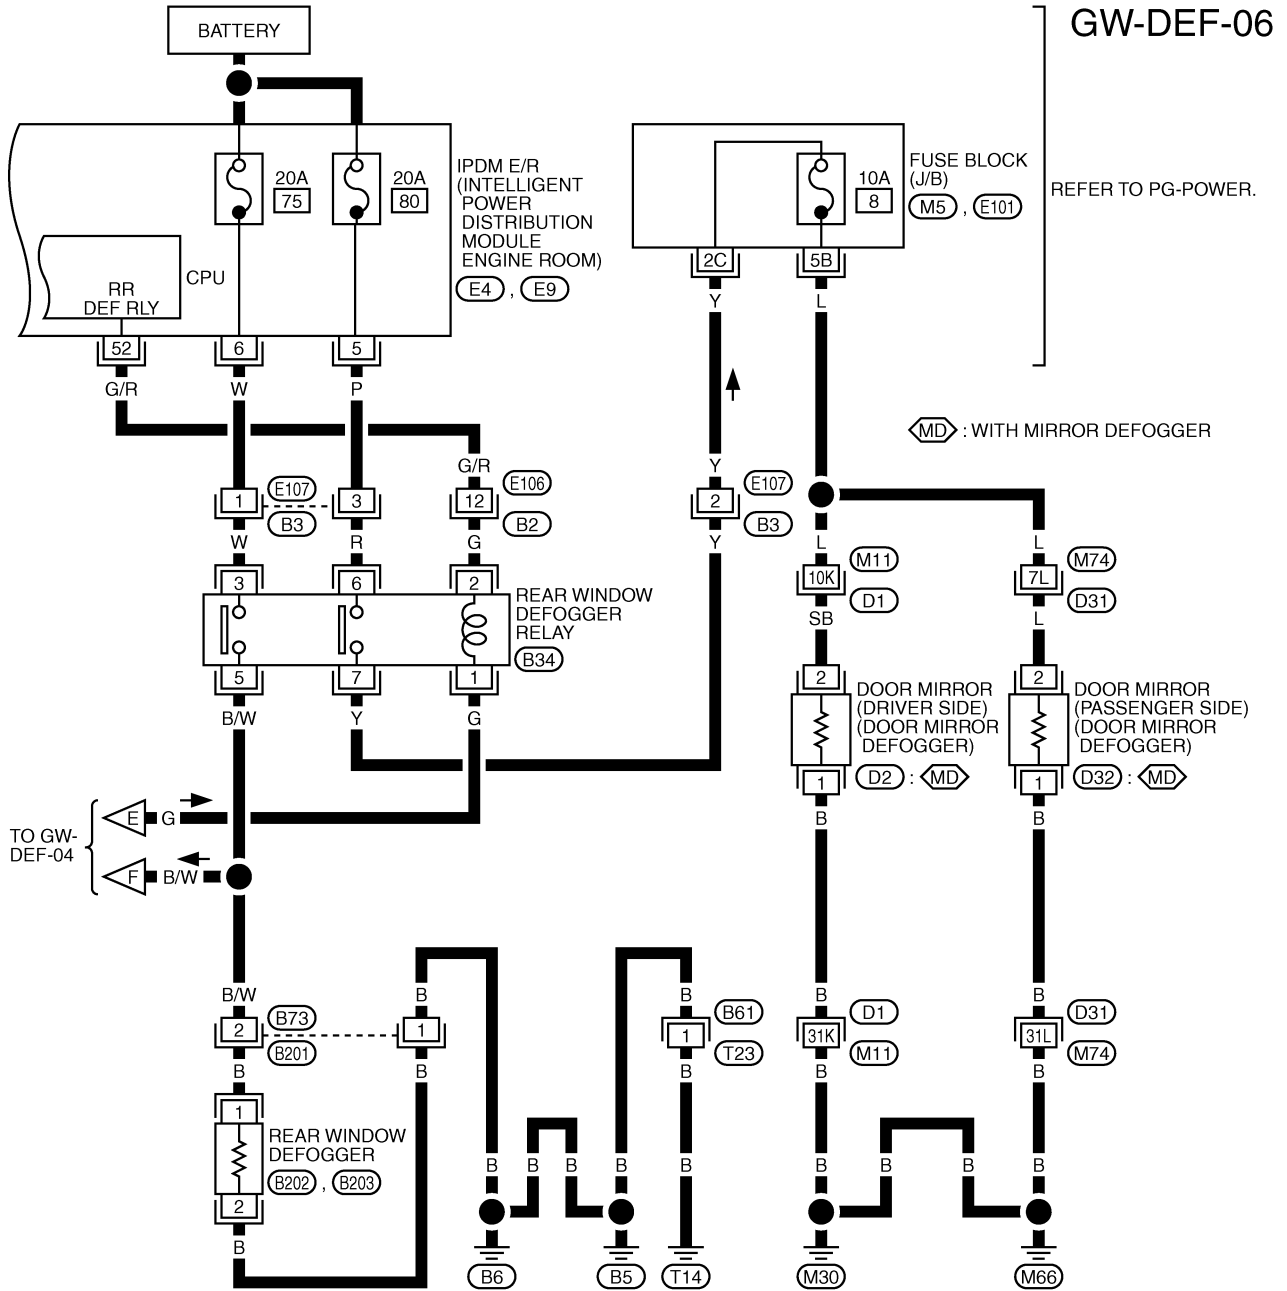 GW-DEF-06
BATTERY
20A
75
20A
80
IPDM E/R
(INTELLIGENT
POWER
DISTRIBUTION
MODULE
ENGINE ROOM)
E4 , E9
CPU
RR
DEF RLY
10A
8
FUSE BLOCK
(J/B)
M5 , E101
REFER TO PG-POWER.
2C 5B
Y L
52 6 5
G/R W P
MD : WITH MIRROR DEFOGGER
G/R Y
1 E107 B3 3 12 E106 B2
2 E107 B3
W R G Y L L
3 6 2
REAR WINDOW
DEFOGGER
RELAY
B34
10K M11 D1
7L M74 D31
SB L
5 7 1
B/W Y G
2 2
DOOR MIRROR
(DRIVER SIDE)
(DOOR MIRROR
DEFOGGER)
D2 : MD
DOOR MIRROR
(PASSENGER SIDE)
(DOOR MIRROR
DEFOGGER)
D32 : MD
1 1
B B
TO GW-
DEF-04
E G
F B/W
B/W B B B B
2 B73 B201 1
1 B61 T23
31K D1 M11
31L D31 M74
B B B B B
1
REAR WINDOW
DEFOGGER
B202 , B203
2
B
B B B B B B B B B
B6 B5 T14 M30 M66